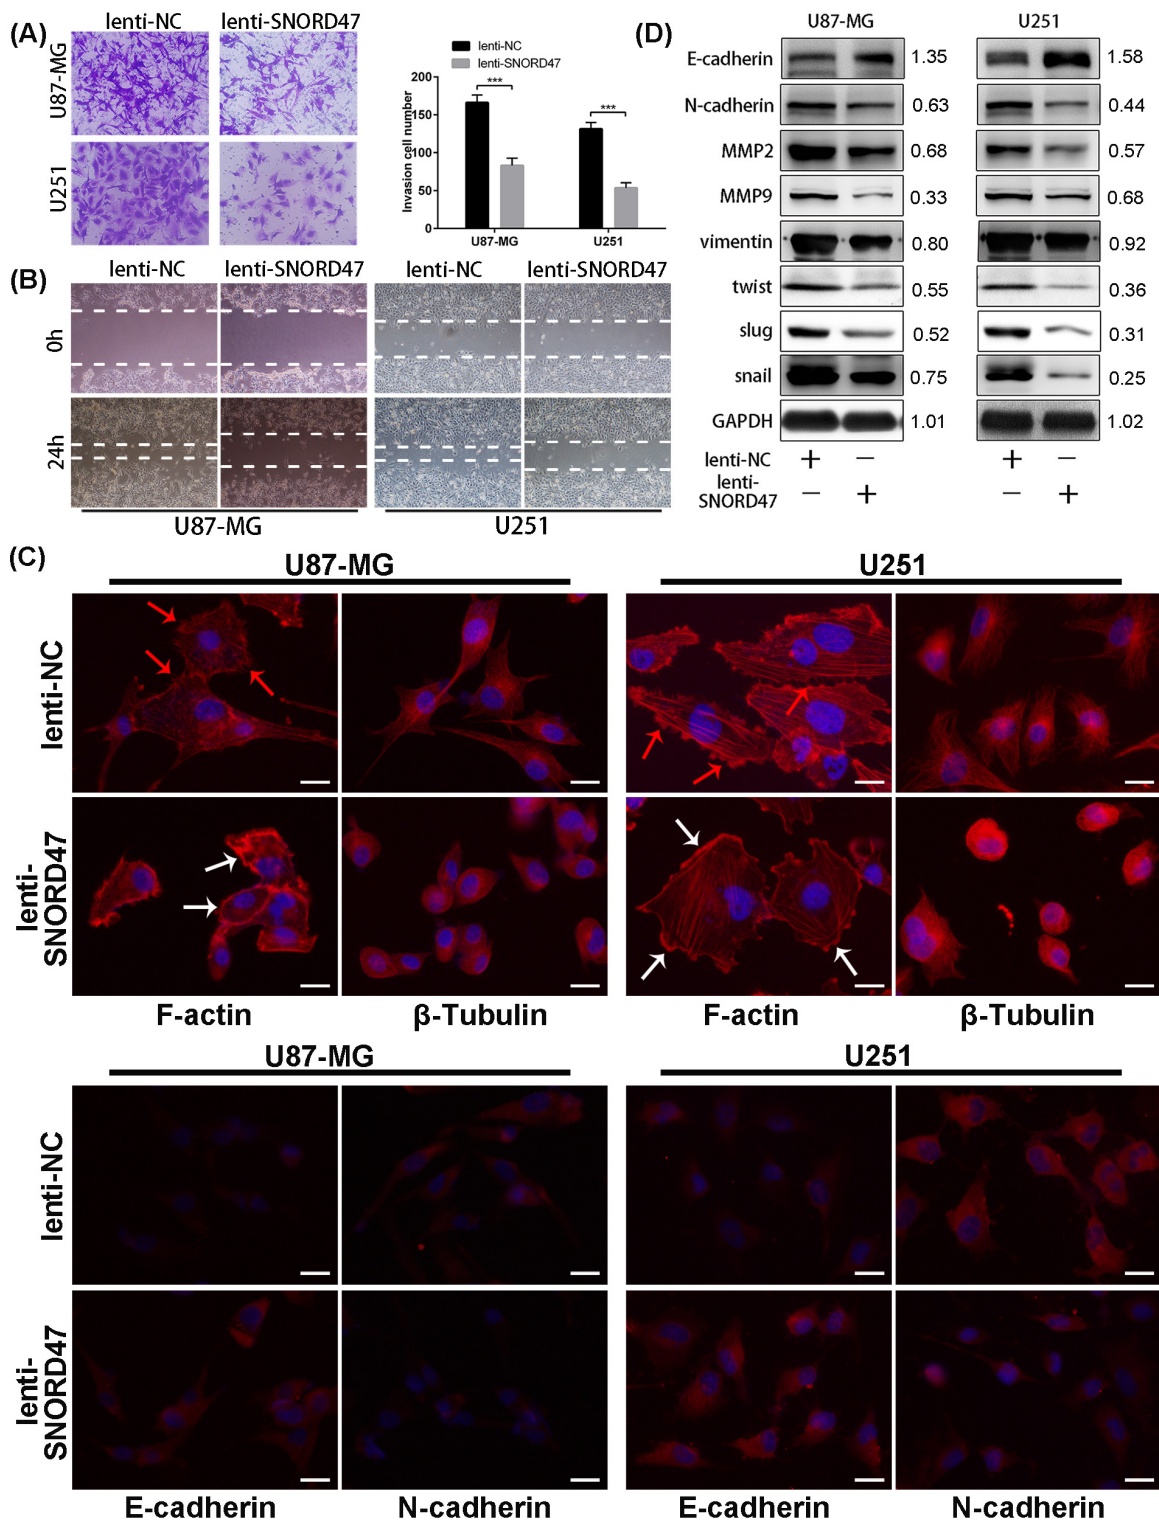 (A)
lenti-NC
lenti-SNORD47
U87-MG
U251
lenti-NC
lenti-SNORD47
Invasion cell number
200
150
100
50
0
***
***
U87-MG
U251
(B)
lenti-NC
lenti-SNORD47
lenti-NC
lenti-SNORD47
0h
24h
U87-MG
U251
(D)
U87-MG
U251
E-cadherin 1.35 1.58
N-cadherin 0.63 0.44
MMP2 0.68 0.57
MMP9 0.33 0.68
vimentin 0.80 0.92
twist 0.55 0.36
slug 0.52 0.31
snail 0.75 0.25
GAPDH 1.01 1.02
lenti-NC + − + −
lenti-
SNORD47 − + − +
(C)
U87-MG
U251
lenti-NC
lenti-
SNORD47
F-actin
β-Tubulin
F-actin
β-Tubulin
U87-MG
U251
lenti-NC
lenti-
SNORD47
E-cadherin
N-cadherin
E-cadherin
N-cadherin